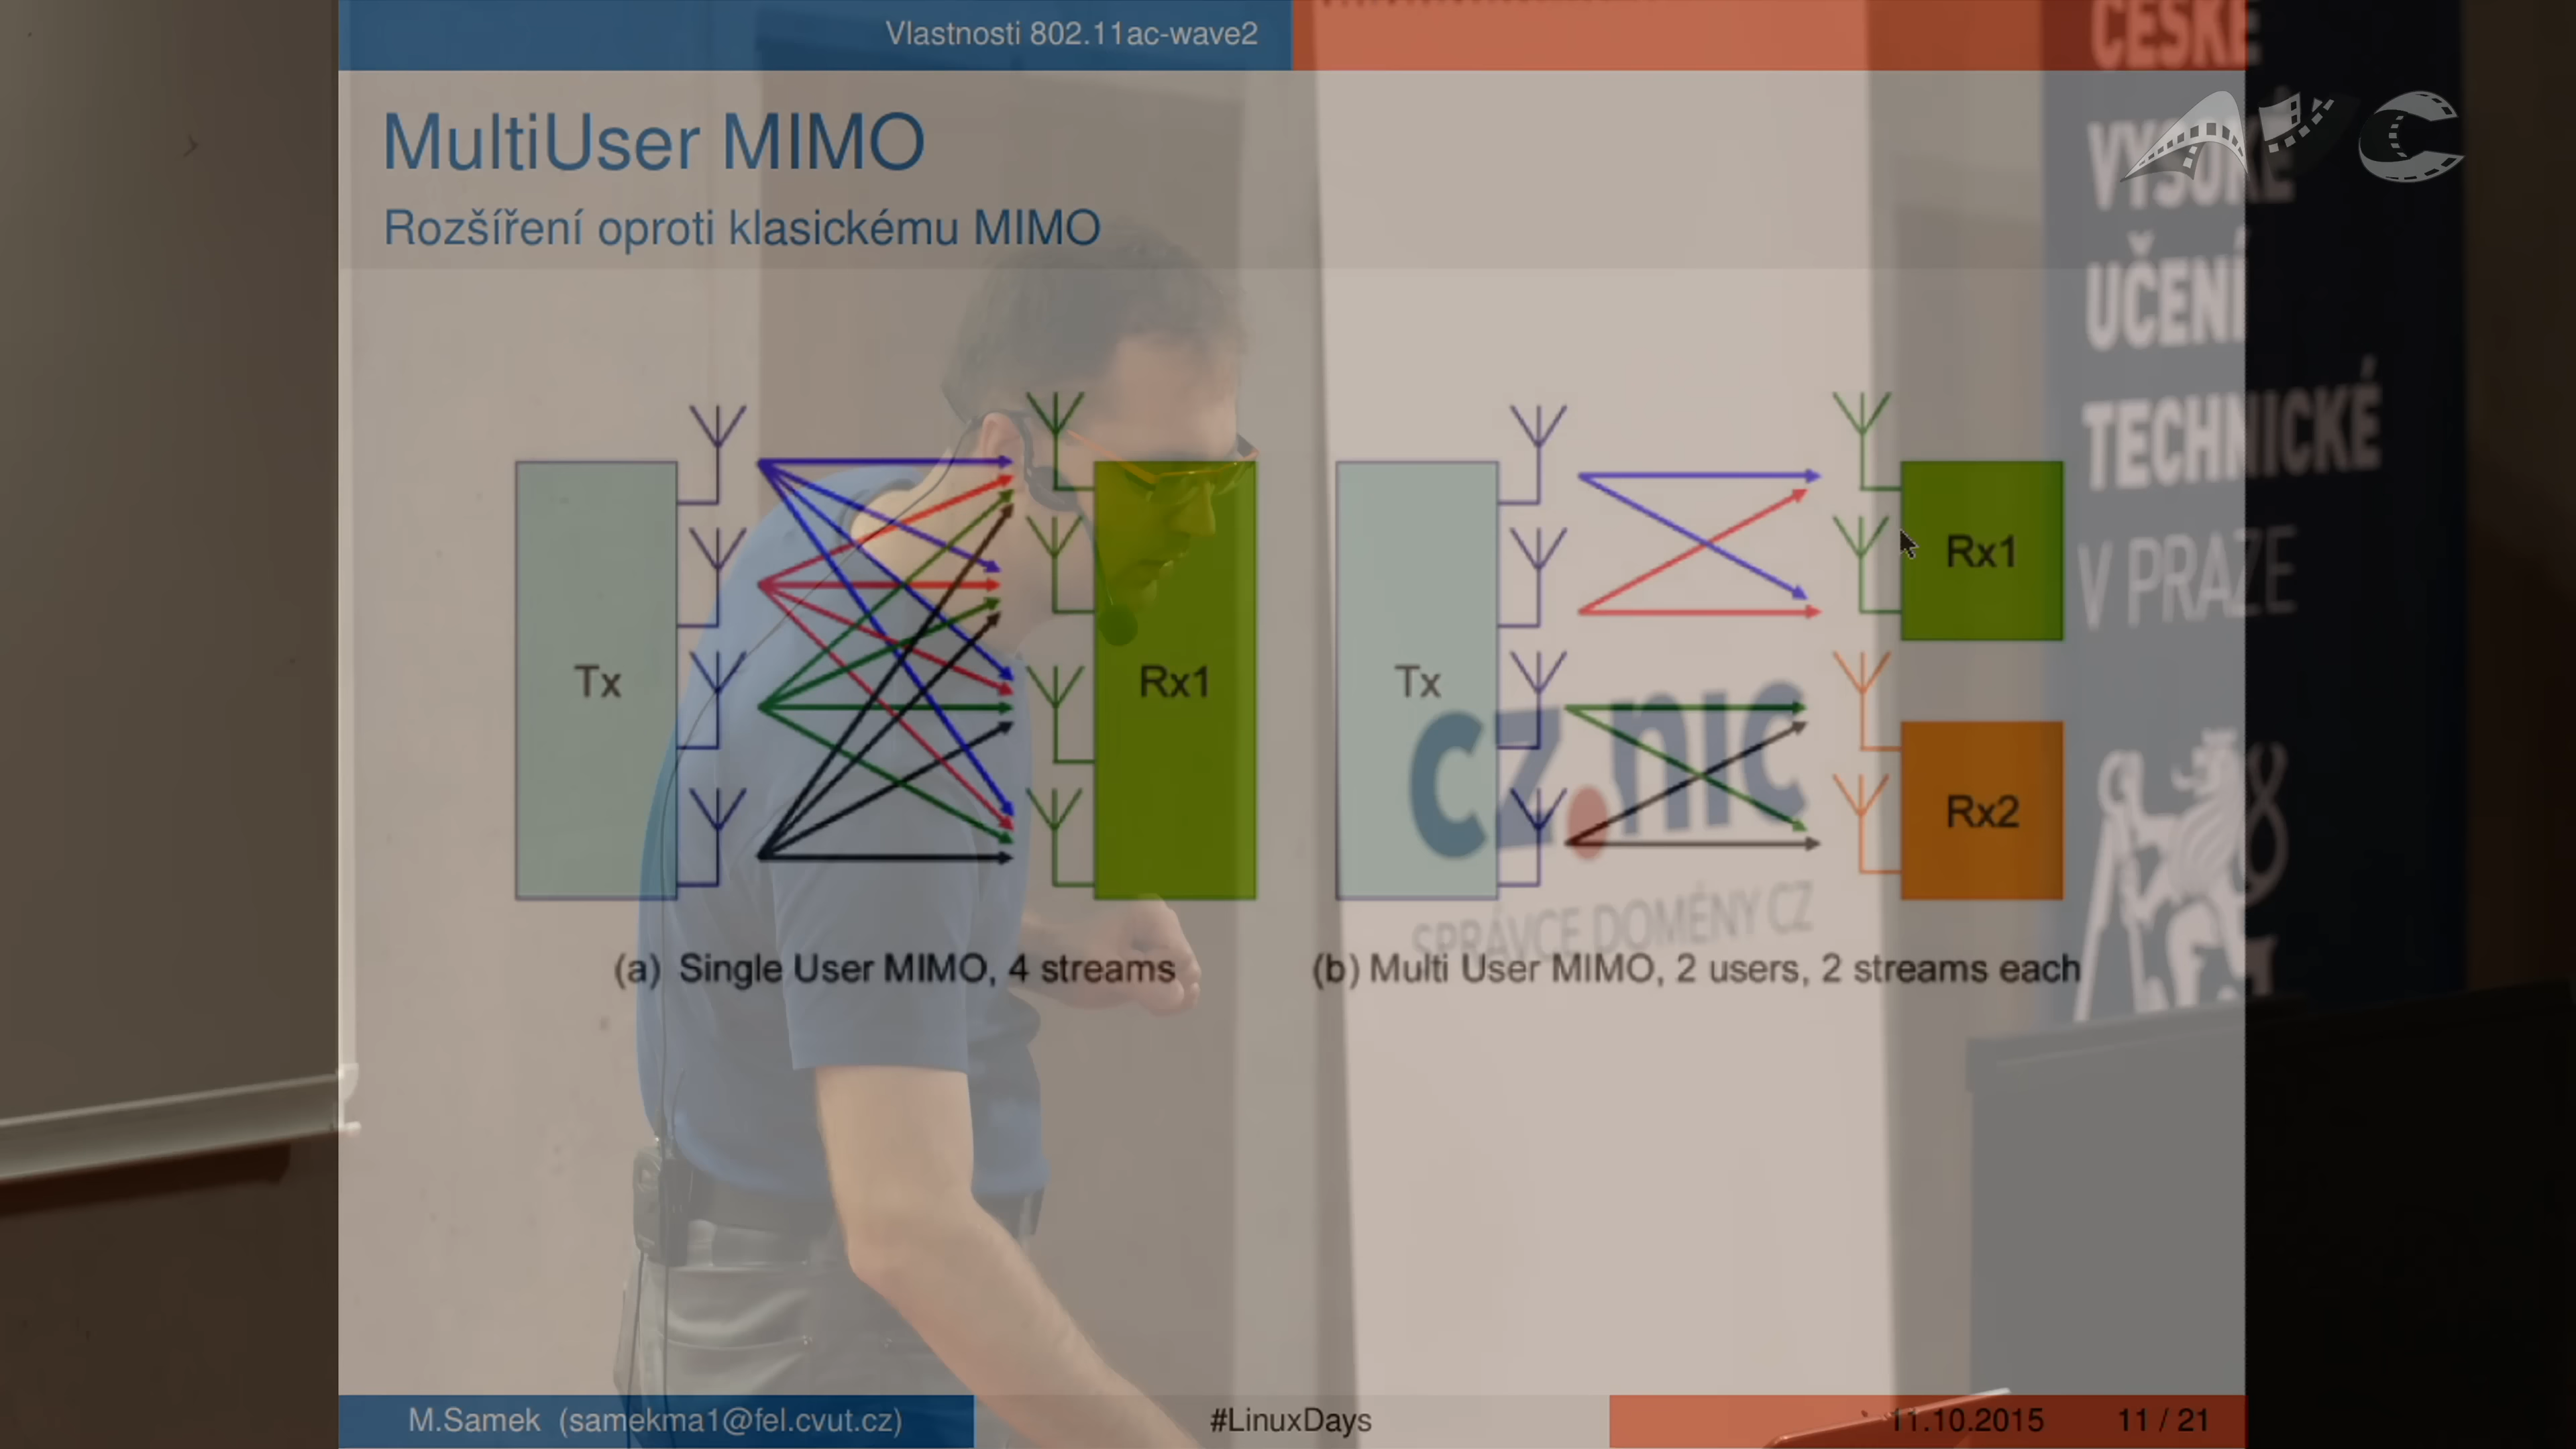 Vlastnosti 802.11ac-wave2
MultiUser MIMO
Rozšíření oproti klasickému MIMO
Tx
Rx1
Tx
Rx1
Rx2
(a) Single User MIMO, 4 streams
(b) Multi User MIMO, 2 users, 2 streams each
cz.nic
SPRÁVCE DOMÉNY CZ
ČESKÉ
VYSOKÉ
UČENÍ
TECHNICKÉ
V PRAZE
AVC
M.Samek (samekma1@fel.cvut.cz)
#LinuxDays
11.10.2015
11 / 21